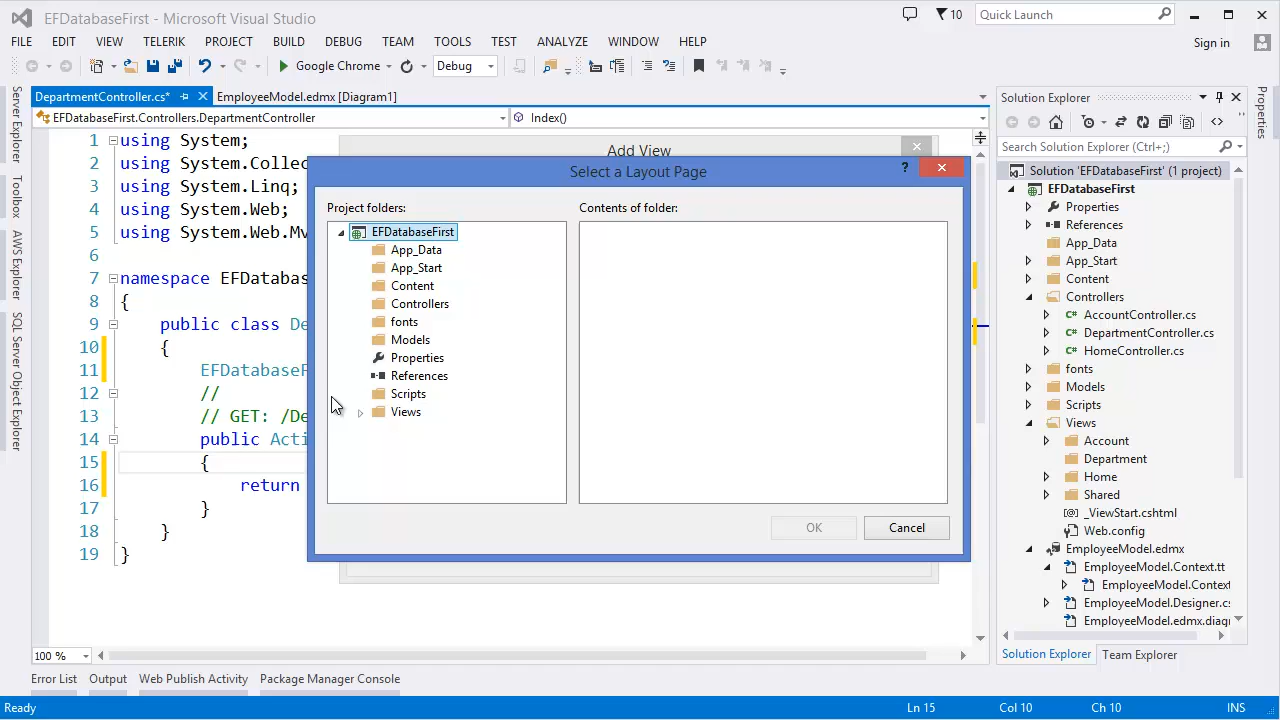 EFDatabaseFirst - Microsoft Visual Studio
10
Quick Launch
FILE EDIT VIEW TELERIK PROJECT BUILD DEBUG TEAM TOOLS TEST ANALYZE WINDOW HELP
Sign in
Google Chrome
Debug
DepartmentController.cs*
EmployeeModel.edmx [Diagram1]
EFDatabaseFirst.Controllers.DepartmentController
Index()
Server Explorer
Toolbox
AWS Explorer
SQL Server Object Explorer
1 using System;
2 using System.Collec
3 using System.Linq;
4 using System.Web;
5 using System.Web.Mv
6
7 namespace EFDatabas
8 {
9 public class De
10 {
11 EFDatabaseF
12 //
13 // GET: /De
14 public Acti
15 {
16 return
17 }
18 }
19 }
Add View
Select a Layout Page
?
Project folders:
EFDatabaseFirst
App_Data
App_Start
Content
Controllers
fonts
Models
Properties
References
Scripts
Views
Contents of folder:
OK
Cancel
Solution Explorer
Search Solution Explorer (Ctrl+;)
Solution 'EFDatabaseFirst' (1 project)
EFDatabaseFirst
Properties
References
App_Data
App_Start
Content
Controllers
AccountController.cs
DepartmentController.cs
HomeController.cs
fonts
Models
Scripts
Views
Account
Department
Home
Shared
_ViewStart.cshtml
Web.config
EmployeeModel.edmx
EmployeeModel.Context.tt
EmployeeModel.Context
EmployeeModel.Designer.cs
EmployeeModel.edmx.diagr
Solution Explorer
Team Explorer
Properties
100 %
Error List
Output
Web Publish Activity
Package Manager Console
Ready
Ln 15
Col 10
Ch 10
INS